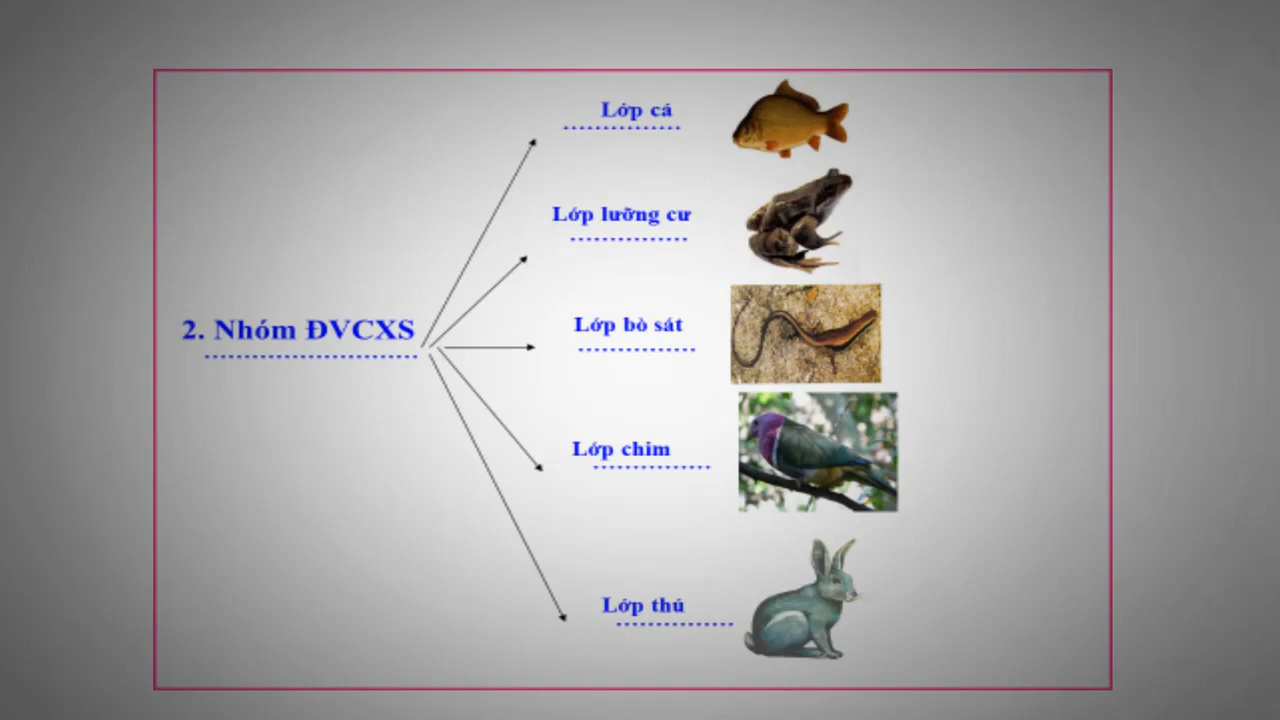 Lớp cá
Lớp lưỡng cư
2. Nhóm ĐVCXS
Lớp bò sát
Lớp chim
Lớp thú